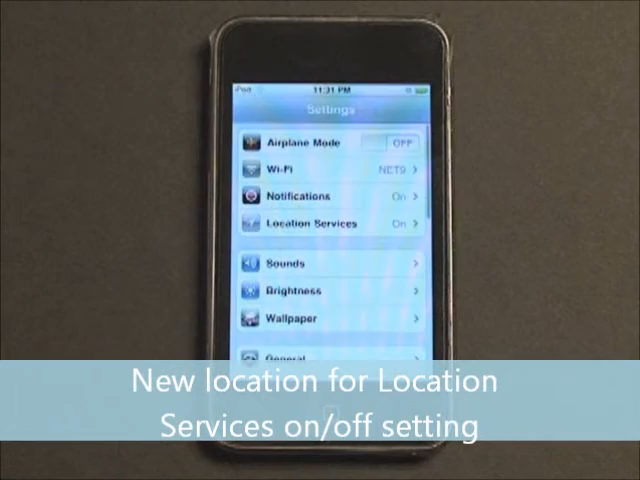 iPod 11:31 PM
Settings
Airplane Mode OFF
Wi-Fi NET9
Notifications On
Location Services On
Sounds
Brightness
Wallpaper
General
New location for Location
Services on/off setting